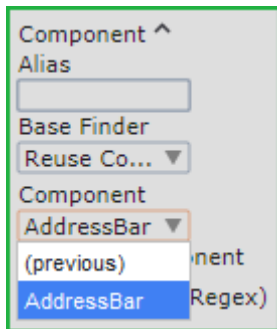 Component ^
Alias
Base Finder
Reuse Co... ▼
Component
AddressBar ▼
(previous) nent
AddressBar Regex)